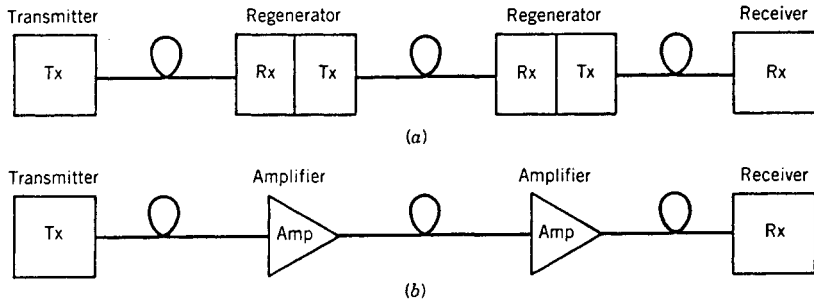 Transmitter Regenerator Regenerator Receiver
Tx Rx Tx Rx Tx Rx
(a)
Transmitter Amplifier Amplifier Receiver
Tx Amp Amp Rx
(b)